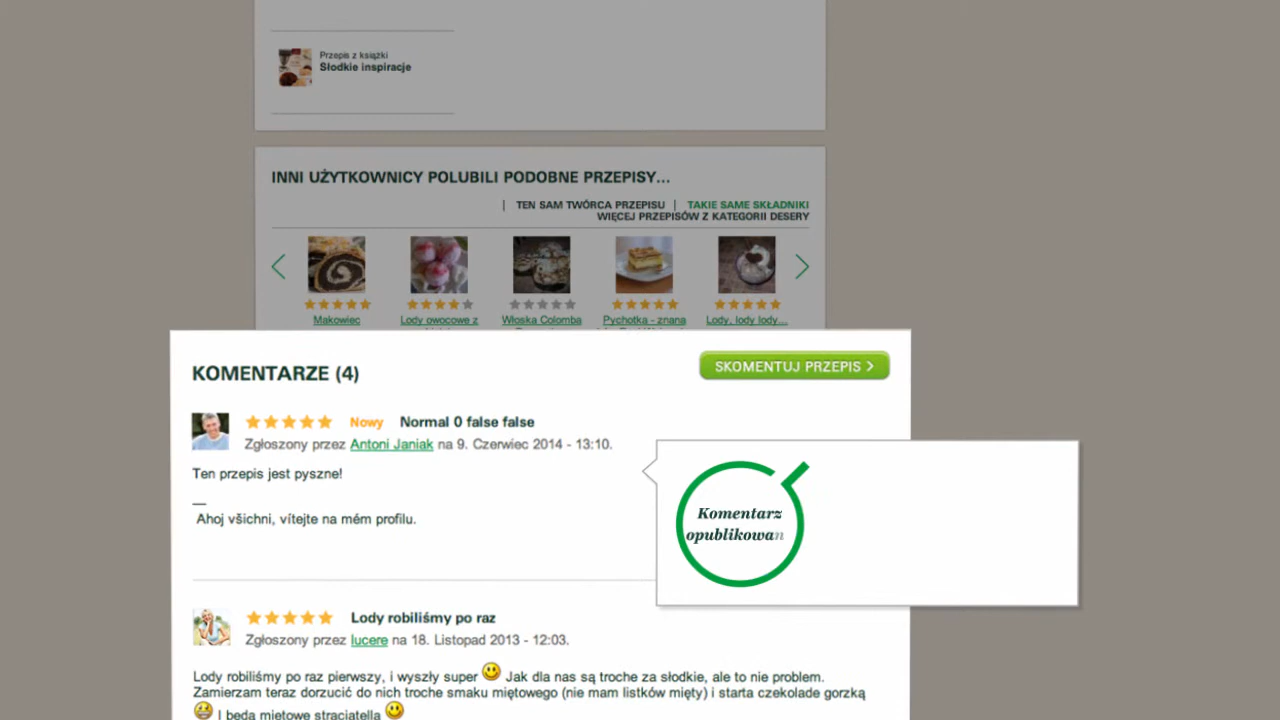 Przepis z książki
Słodkie inspiracje
INNI UŻYTKOWNICY POLUBILI PODOBNE PRZEPISY...
| TEN SAM TWÓRCA PRZEPISU | TAKIE SAME SKŁADNIKI
WIĘCEJ PRZEPISÓW Z KATEGORII DESERY
Makowiec Lody owocowe z Włoska Colomba Pychotka - znana Lody, lody lody...
KOMENTARZE (4)
SKOMENTUJ PRZEPIS >
Nowy Normal 0 false false
Zgłoszony przez Antoni Janiak na 9. Czerwiec 2014 - 13:10.
Ten przepis jest pyszne!
—
Ahoj všichni, vítejte na mém profilu.
Komentarz
opublikowan
Lody robiliśmy po raz
Zgłoszony przez lucere na 18. Listopad 2013 - 12:03.
Lody robiliśmy po raz pierwszy, i wyszły super Jak dla nas są troche za słodkie, ale to nie problem.
Zamierzam teraz dorzucić do nich troche smaku miętowego (nie mam listków mięty) i starta czekolade gorzką
I będą miętowe straciatella